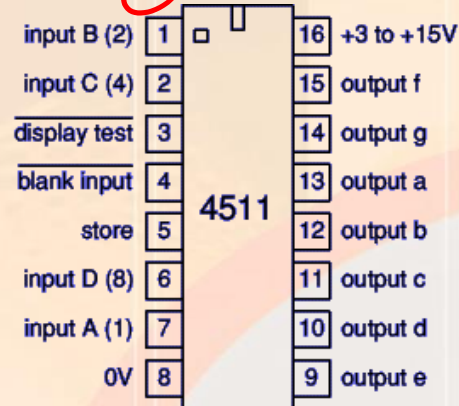 input B (2) 1 16 +3 to +15V
input C (4) 2 15 output f
display test 3 14 output g
blank input 4 13 output a
4511
store 5 12 output b
input D (8) 6 11 output c
input A (1) 7 10 output d
0V 8 9 output e